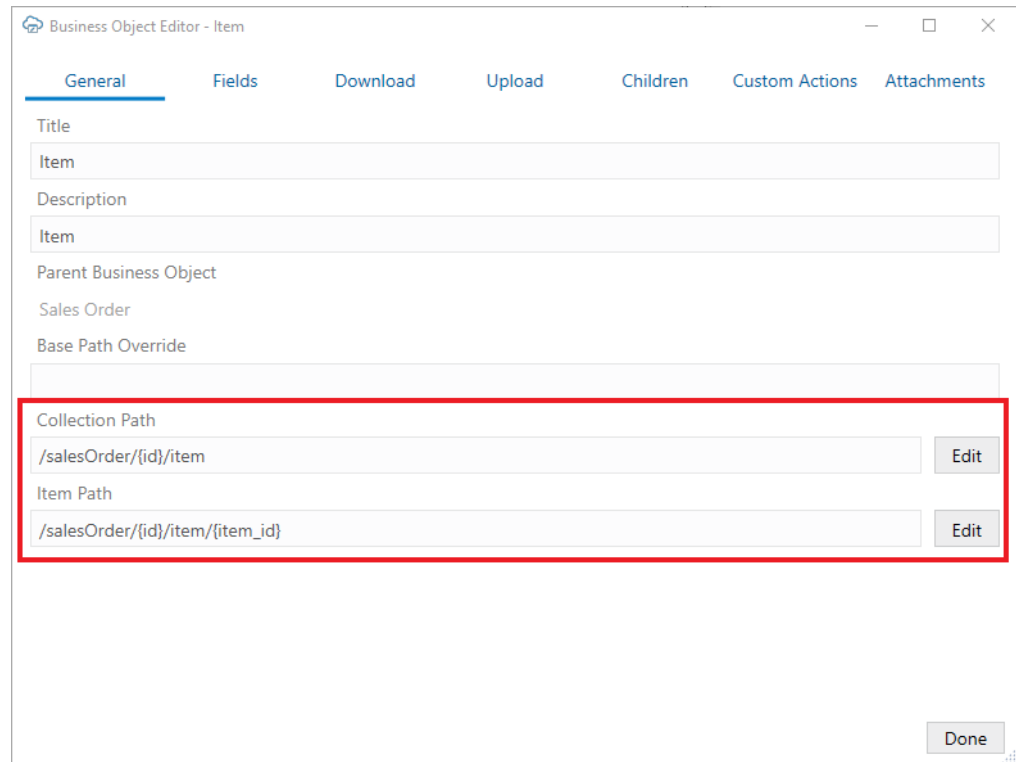 Business Object Editor - Item
General Fields Download Upload Children Custom Actions Attachments
Title
Item
Description
Item
Parent Business Object
Sales Order
Base Path Override
Collection Path
/salesOrder/{id}/item
Edit
Item Path
/salesOrder/{id}/item/{item_id}
Edit
Done